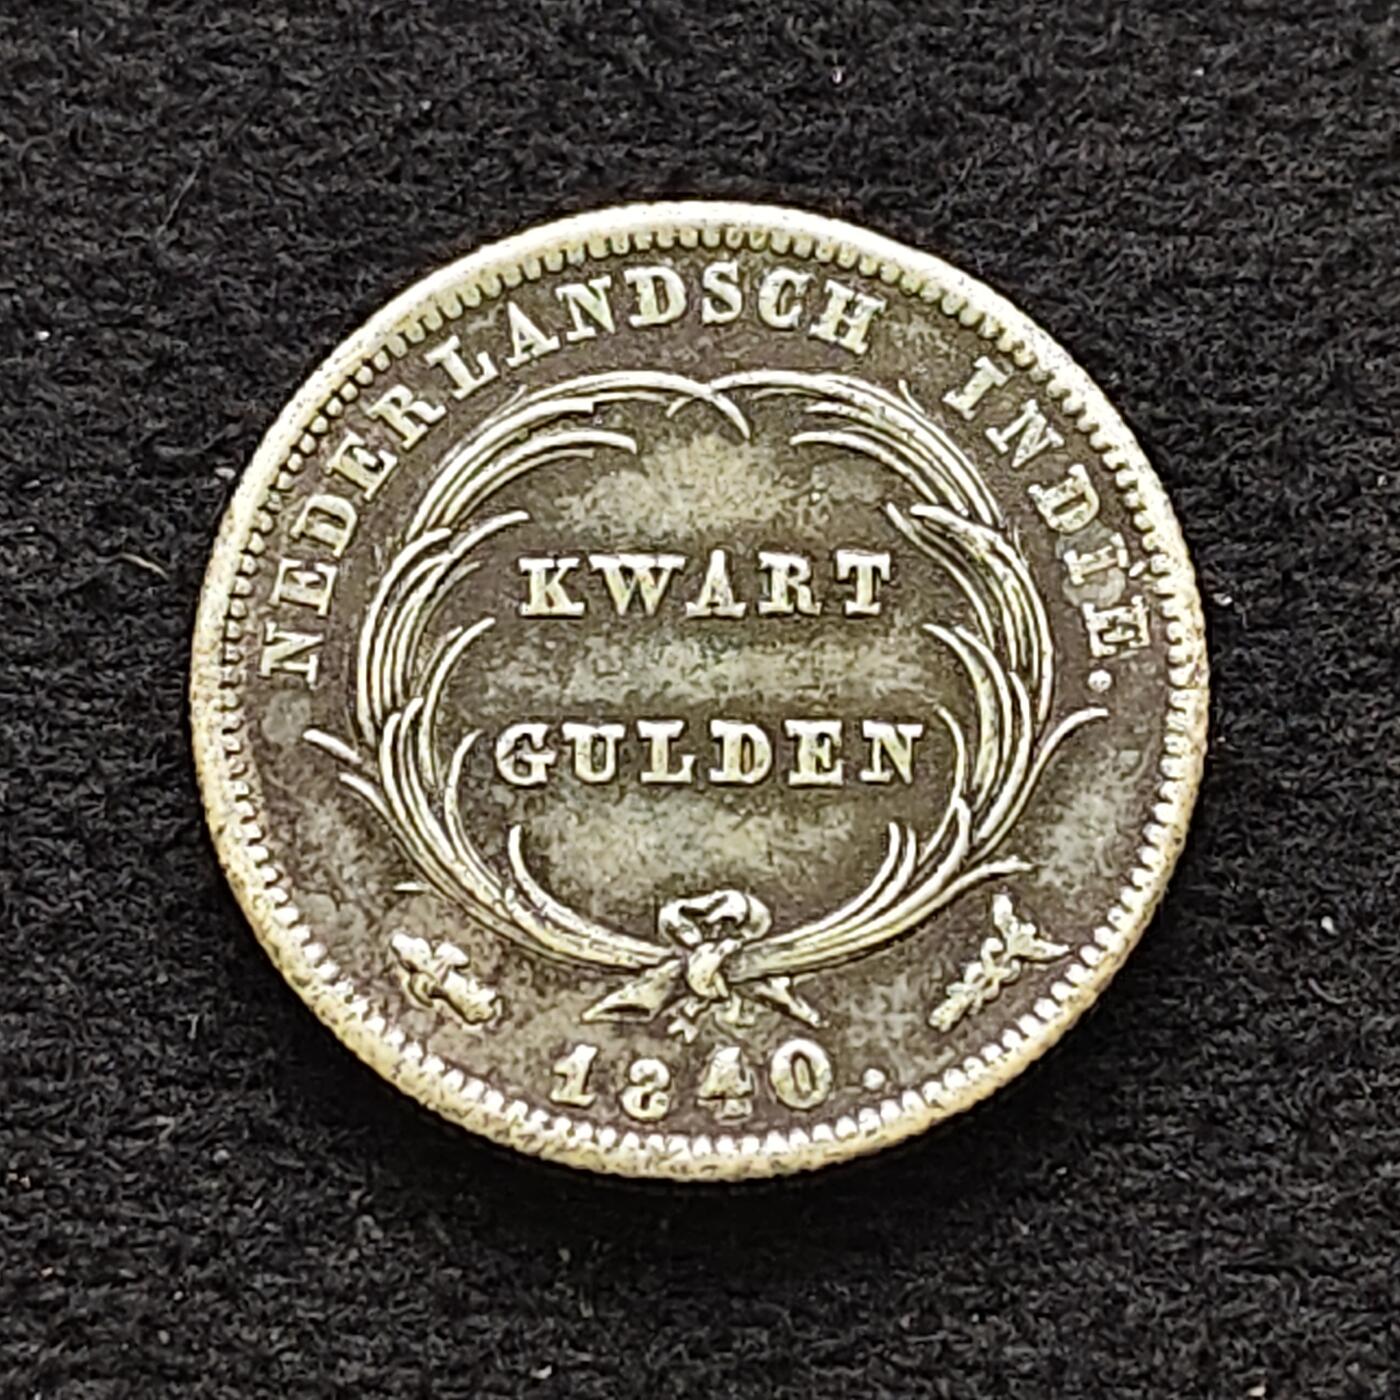 NEDERLANDSCH INDIË.
KWART
GULDEN
1840.